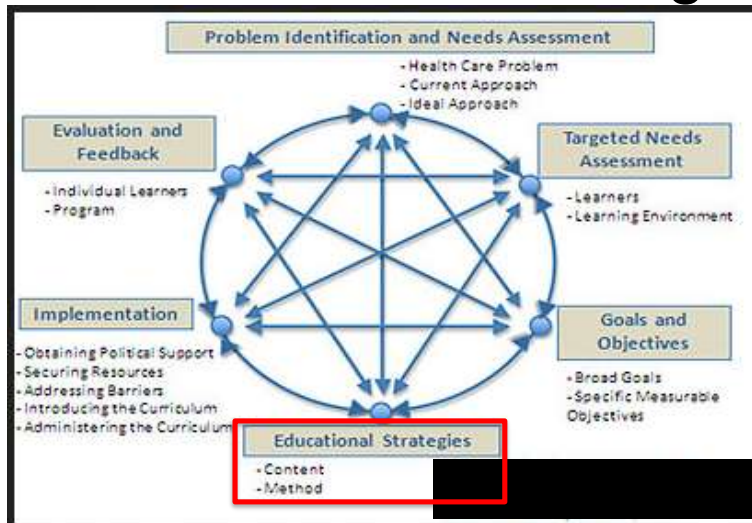 Problem Identification and Needs Assessment
- Health Care Problem
- Current Approach
- Ideal Approach
Targeted Needs
Assessment
- Learners
- Learning Environment
Goals and
Objectives
- Broad Goals
- Specific Measurable
Objectives
Educational Strategies
- Content
- Method
Implementation
- Obtaining Political Support
- Securing Resources
- Addressing Barriers
- Introducing the Curriculum
- Administering the Curriculum
Evaluation and
Feedback
- Individual Learners
- Program